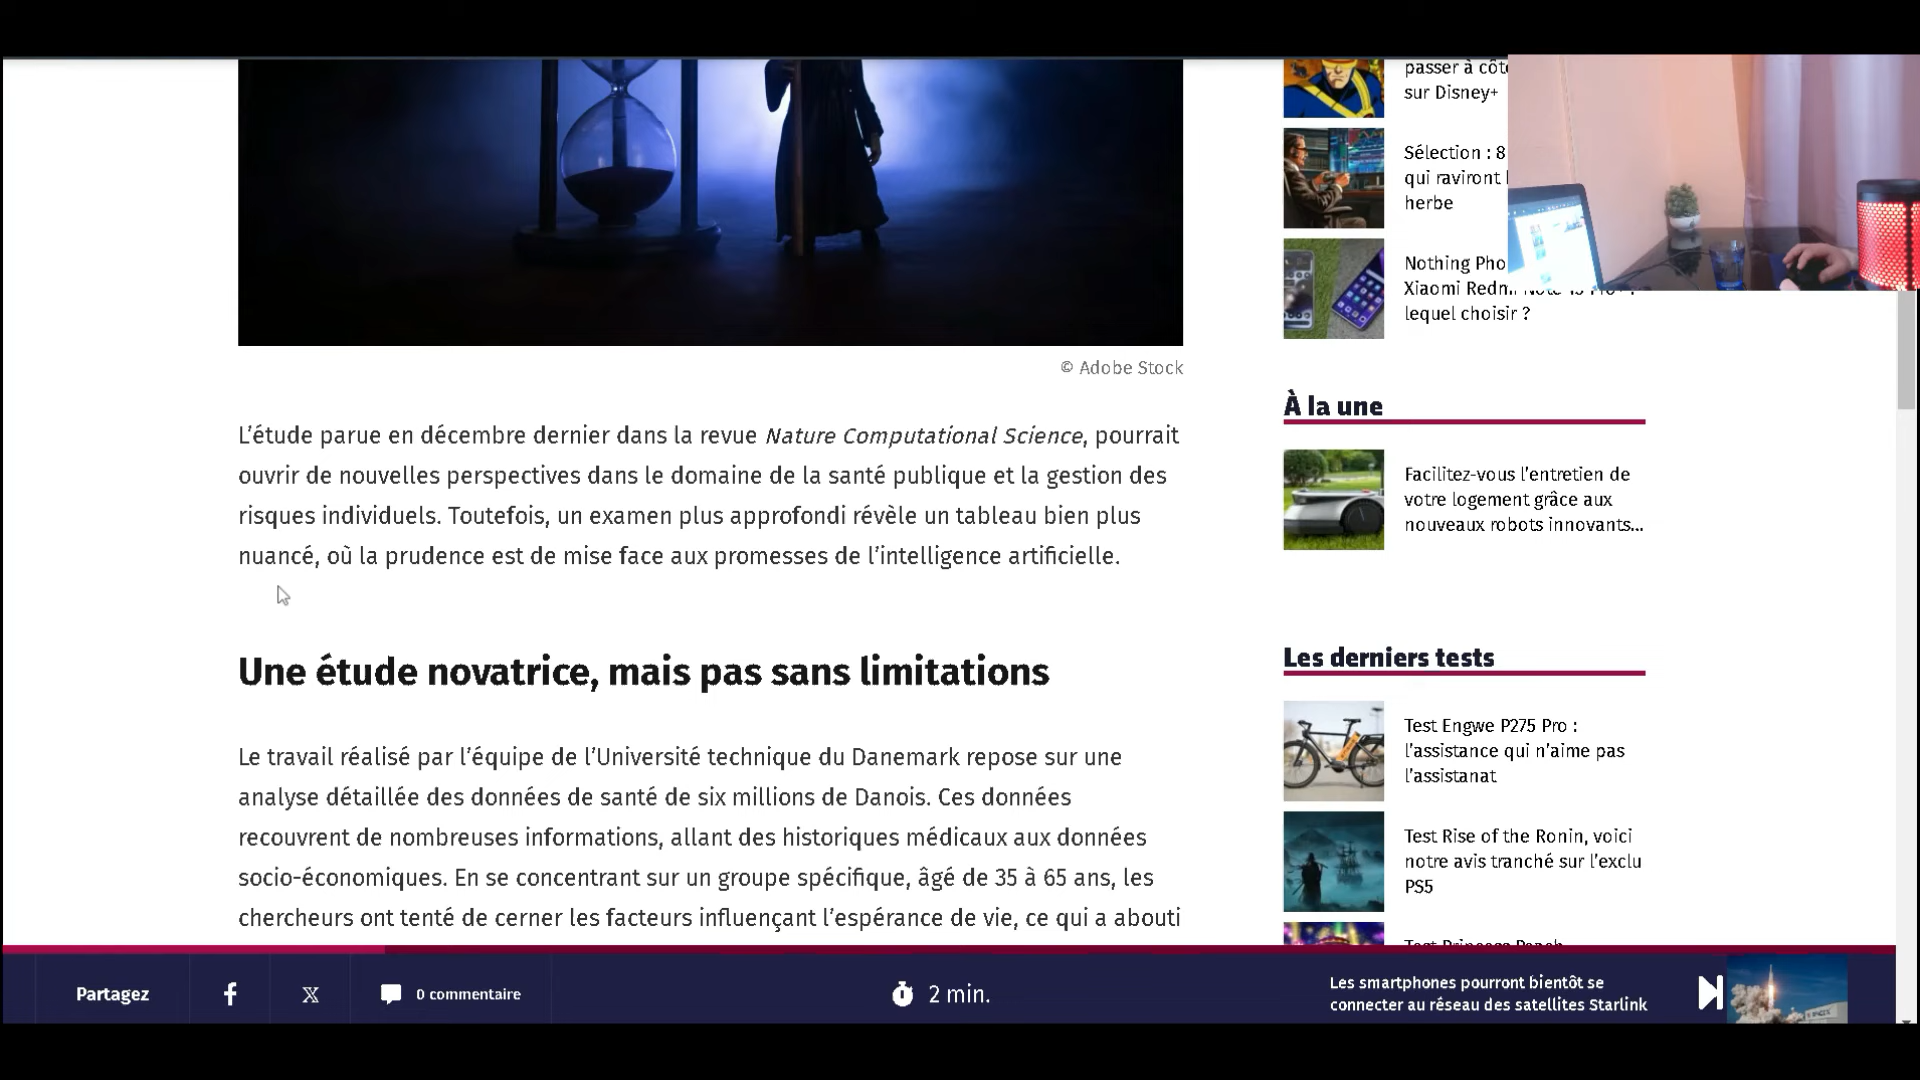 © Adobe Stock
L’étude parue en décembre dernier dans la revue Nature Computational Science, pourrait
ouvrir de nouvelles perspectives dans le domaine de la santé publique et la gestion des
risques individuels. Toutefois, un examen plus approfondi révèle un tableau bien plus
nuancé, où la prudence est de mise face aux promesses de l’intelligence artificielle.
Une étude novatrice, mais pas sans limitations
Le travail réalisé par l’équipe de l’Université technique du Danemark repose sur une
analyse détaillée des données de santé de six millions de Danois. Ces données
recouvrent de nombreuses informations, allant des historiques médicaux aux données
socio-économiques. En se concentrant sur un groupe spécifique, âgé de 35 à 65 ans, les
chercheurs ont tenté de cerner les facteurs influençant l’espérance de vie, ce qui a abouti
passer à côté
sur Disney+
Sélection : 8
qui raviront
herbe
Nothing Pho
Xiaomi Redmi Note
lequel choisir ?
À la une
Facilitez-vous l’entretien de
votre logement grâce aux
nouveaux robots innovants...
Les derniers tests
Test Engwe P275 Pro :
l’assistance qui n’aime pas
l’assistanat
Test Rise of the Ronin, voici
notre avis tranché sur l’exclu
PS5
Test Princess Peach
Partagez
0 commentaire
2 min.
Les smartphones pourront bientôt se
connecter au réseau des satellites Starlink